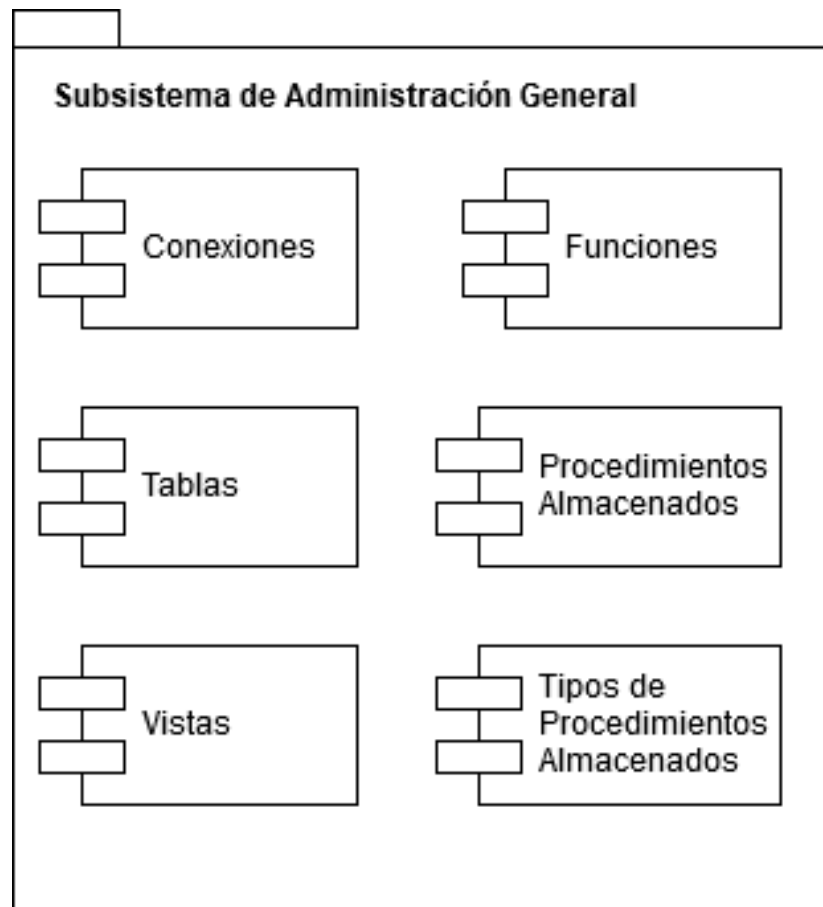 Subsistema de Administración General
Conexiones
Funciones
Tablas
Procedimientos
Almacenados
Vistas
Tipos de
Procedimientos
Almacenados